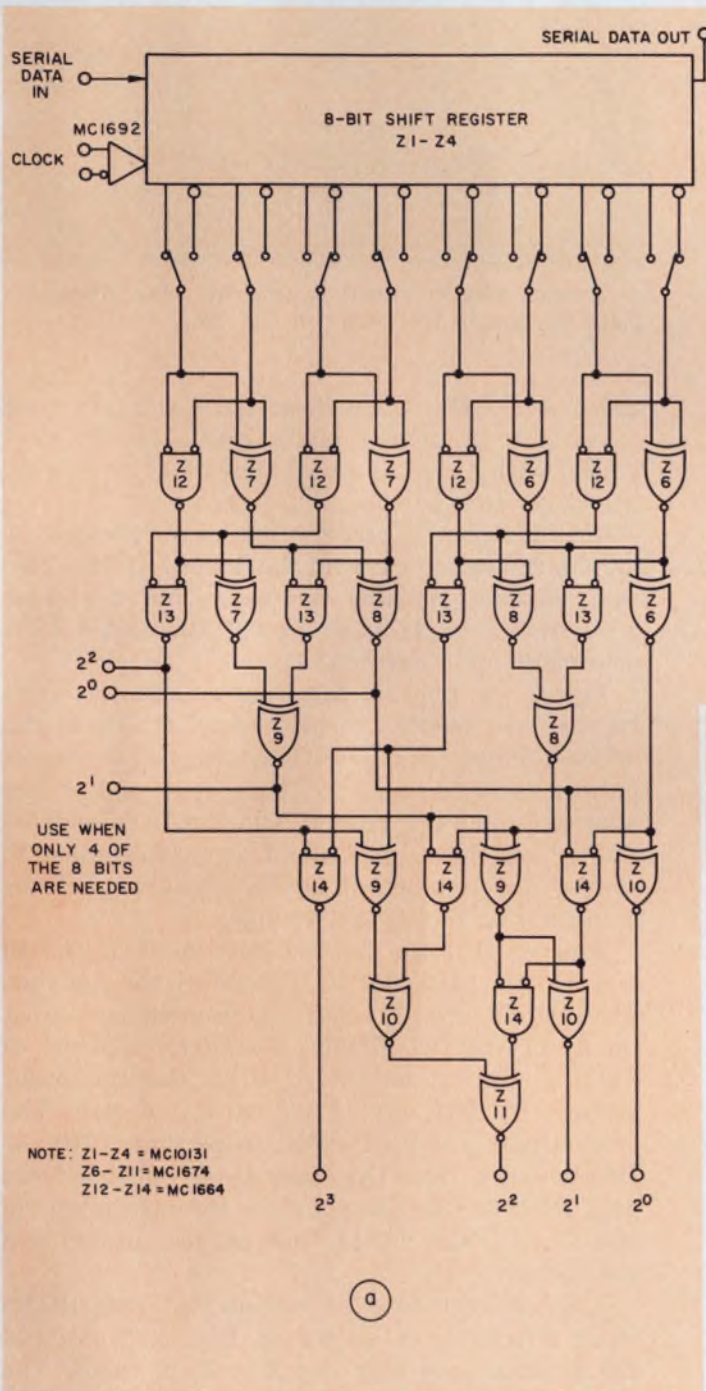 SERIAL DATA OUT
SERIAL
DATA
IN
8-BIT SHIFT REGISTER
Z1-Z4
MC1692
CLOCK
Z
12
Z
7
Z
12
Z
7
Z
12
Z
6
Z
12
Z
6
Z
13
Z
7
Z
13
Z
8
Z
13
Z
8
Z
13
Z
6
2²
2⁰
Z
9
Z
8
2¹
USE WHEN
ONLY 4 OF
THE 8 BITS
ARE NEEDED
Z
14
Z
9
Z
14
Z
9
Z
14
Z
10
Z
10
Z
14
Z
10
Z
11
NOTE: Z1-Z4 = MC10131
Z6-Z11=MC1674
Z12-Z14=MC1664
2³
2²
2¹
2⁰
a